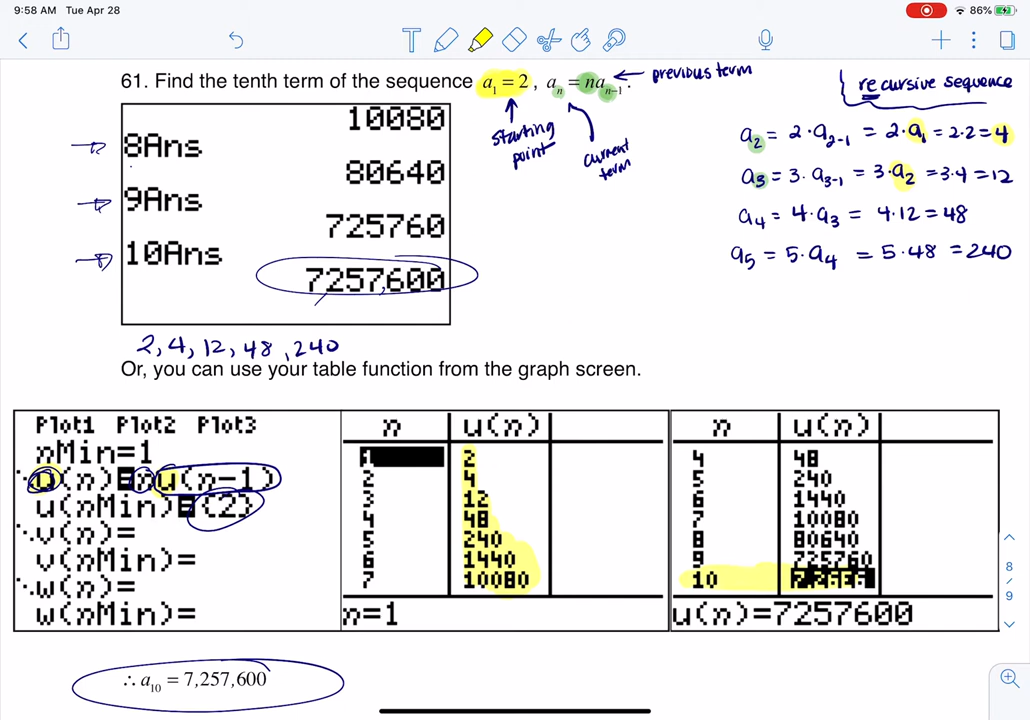 9:58 AM Tue Apr 28
86%
61. Find the tenth term of the sequence a₁ = 2 , aₙ = naₙ₋₁.
previous term
recursive sequence
starting point
current term
10080
8Ans
80640
9Ans
725760
10Ans
7257,600
a₂ = 2·a₂₋₁ = 2·a₁ = 2·2 = 4
a₃ = 3·a₃₋₁ = 3·a₂ = 3·4 = 12
a₄ = 4·a₃ = 4·12 = 48
a₅ = 5·a₄ = 5·48 = 240
2, 4, 12, 48, 240
Or, you can use your table function from the graph screen.
Plot1 Plot2 Plot3
nMin=1
u(n)=nu(n-1)
u(nMin)={2}
v(n)=
v(nMin)=
w(n)=
w(nMin)=
n u(n)
1 2
2 4
3 12
4 48
5 240
6 1440
7 10080
n=1
n u(n)
4 48
5 240
6 1440
7 10080
8 80640
9 725760
10
u(n)=7257600
8
9
∴ a₁₀ = 7,257,600